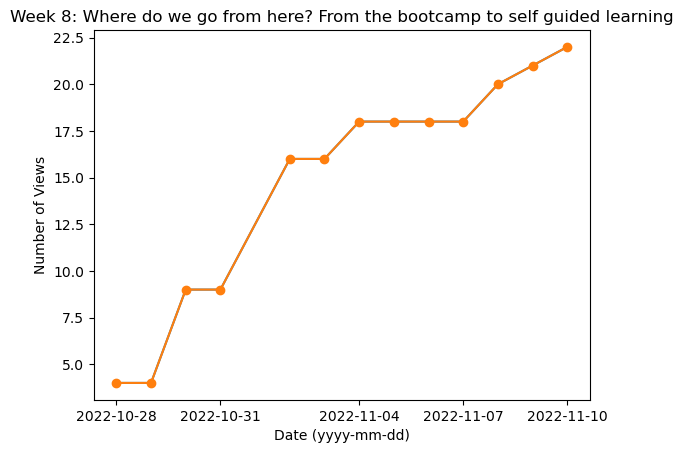 Week 8: Where do we go from here? From the bootcamp to self guided learning
22.5
20.0
17.5
15.0
12.5
10.0
7.5
5.0
Number of Views
2022-10-28 2022-10-31 2022-11-04 2022-11-07 2022-11-10
Date (yyyy-mm-dd)